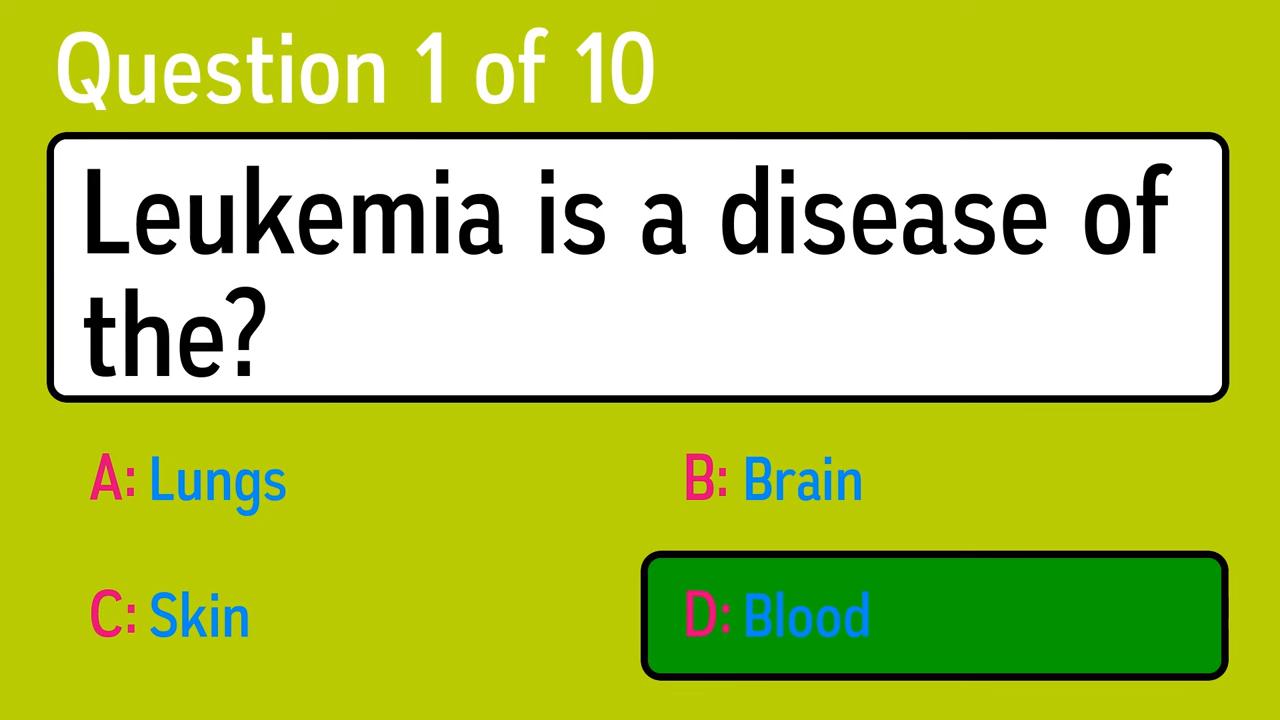 Question 1 of 10
Leukemia is a disease of
the?
A: Lungs
B: Brain
C: Skin
D: Blood